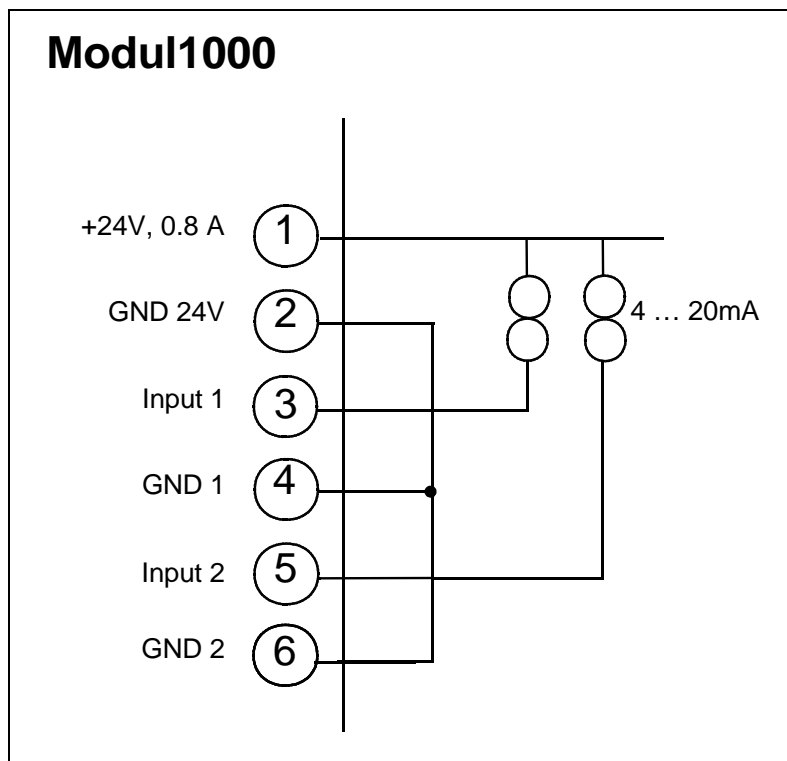 Modul1000
+24V, 0.8 A 1
GND 24V 2
4 … 20mA
Input 1 3
GND 1 4
Input 2 5
GND 2 6